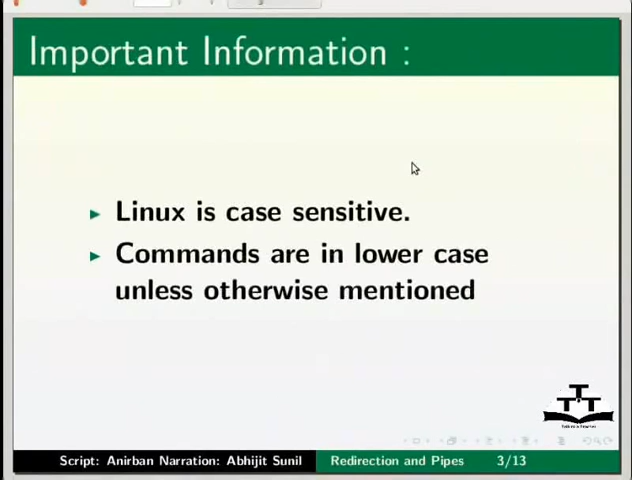 Important Information :
Linux is case sensitive.
Commands are in lower case
unless otherwise mentioned
TTT
Script: Anirban Narration: Abhijit Sunil Redirection and Pipes 3/13